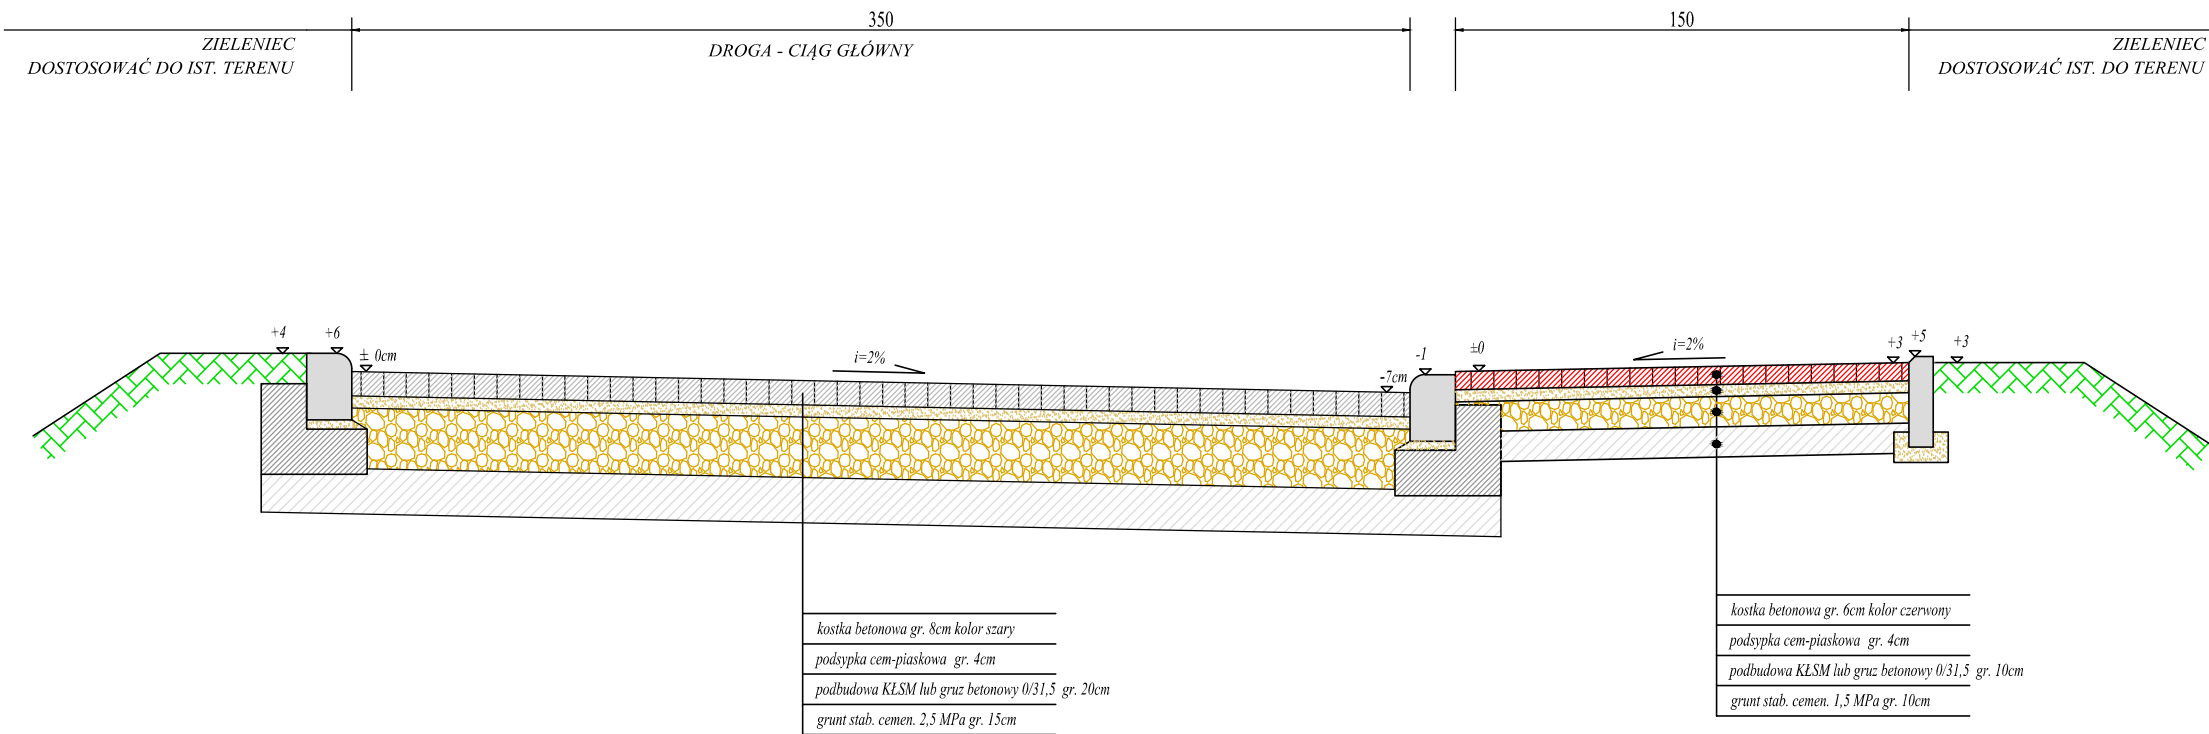 350
150
ZIELENIEC
DOSTOSOWAĆ DO IST. TERENU
DROGA - CIĄG GŁÓWNY
ZIELENIEC
DOSTOSOWAĆ IST. DO TERENU
+4
+6
± 0cm
i=2%
-7cm
-1
±0
i=2%
+3
+5
+3
kostka betonowa gr. 8cm kolor szary
podsypka cem-piaskowa gr. 4cm
podbudowa KŁSM lub gruz betonowy 0/31,5 gr. 20cm
grunt stab. cemen. 2,5 MPa gr. 15cm
kostka betonowa gr. 6cm kolor czerwony
podsypka cem-piaskowa gr. 4cm
podbudowa KŁSM lub gruz betonowy 0/31,5 gr. 10cm
grunt stab. cemen. 1,5 MPa gr. 10cm